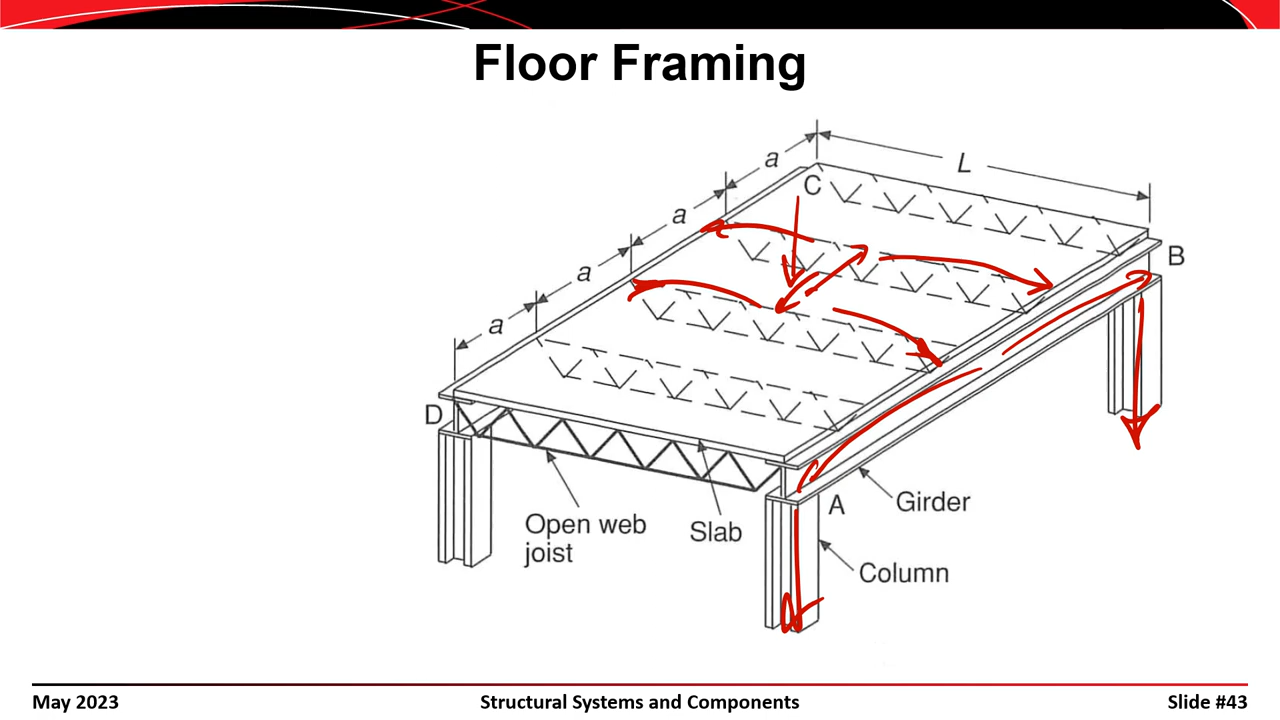 Floor Framing
a
L
C
a
B
a
a
D
Open web
joist
Slab
A
Girder
Column
May 2023
Structural Systems and Components
Slide #43